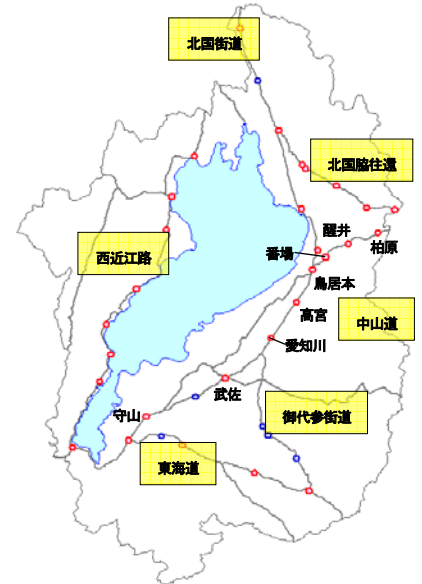 北国街道
北国脇往還
醒井
番場
柏原
西近江路
鳥居本
高宮
中山道
愛知川
武佐
守山
御代参街道
東海道